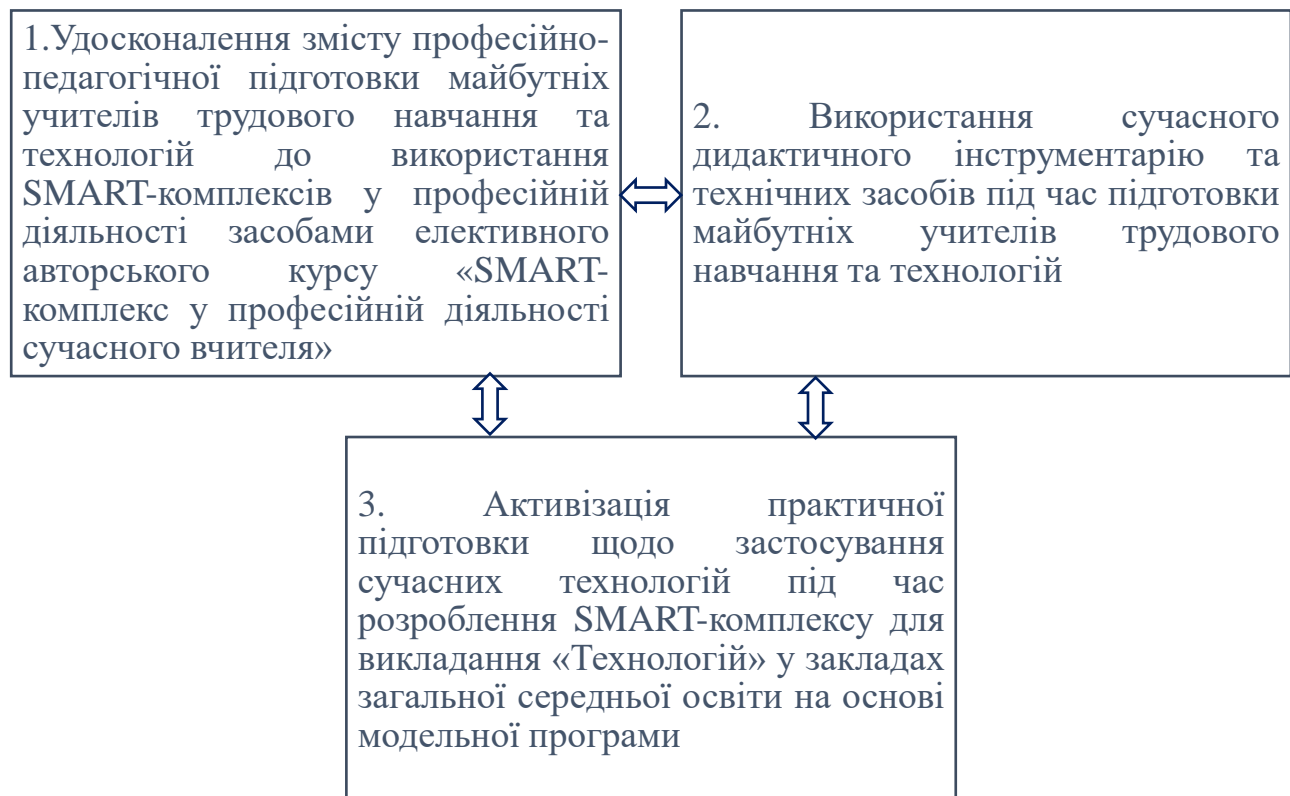 1.Удосконалення змісту професійно-
педагогічної підготовки майбутніх
учителів трудового навчання та
технологій до використання
SMART-комплексів у професійній
діяльності засобами елективного
авторського курсу «SMART-
комплекс у професійній діяльності
сучасного вчителя»
2. Використання сучасного
дидактичного інструментарію та
технічних засобів під час підготовки
майбутніх учителів трудового
навчання та технологій
3. Активізація практичної
підготовки щодо застосування
сучасних технологій під час
розроблення SMART-комплексу для
викладання «Технологій» у закладах
загальної середньої освіти на основі
модельної програми